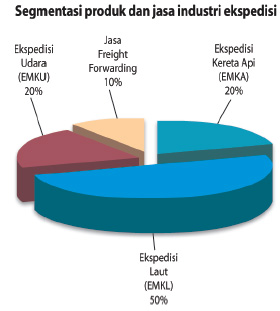 Segmentasi produk dan jasa industri ekspedisi
Ekspedisi
Udara
(EMKU)
20%
Jasa
Freight
Forwarding
10%
Ekspedisi
Kereta Api
(EMKA)
20%
Ekspedisi
Laut
(EMKL)
50%